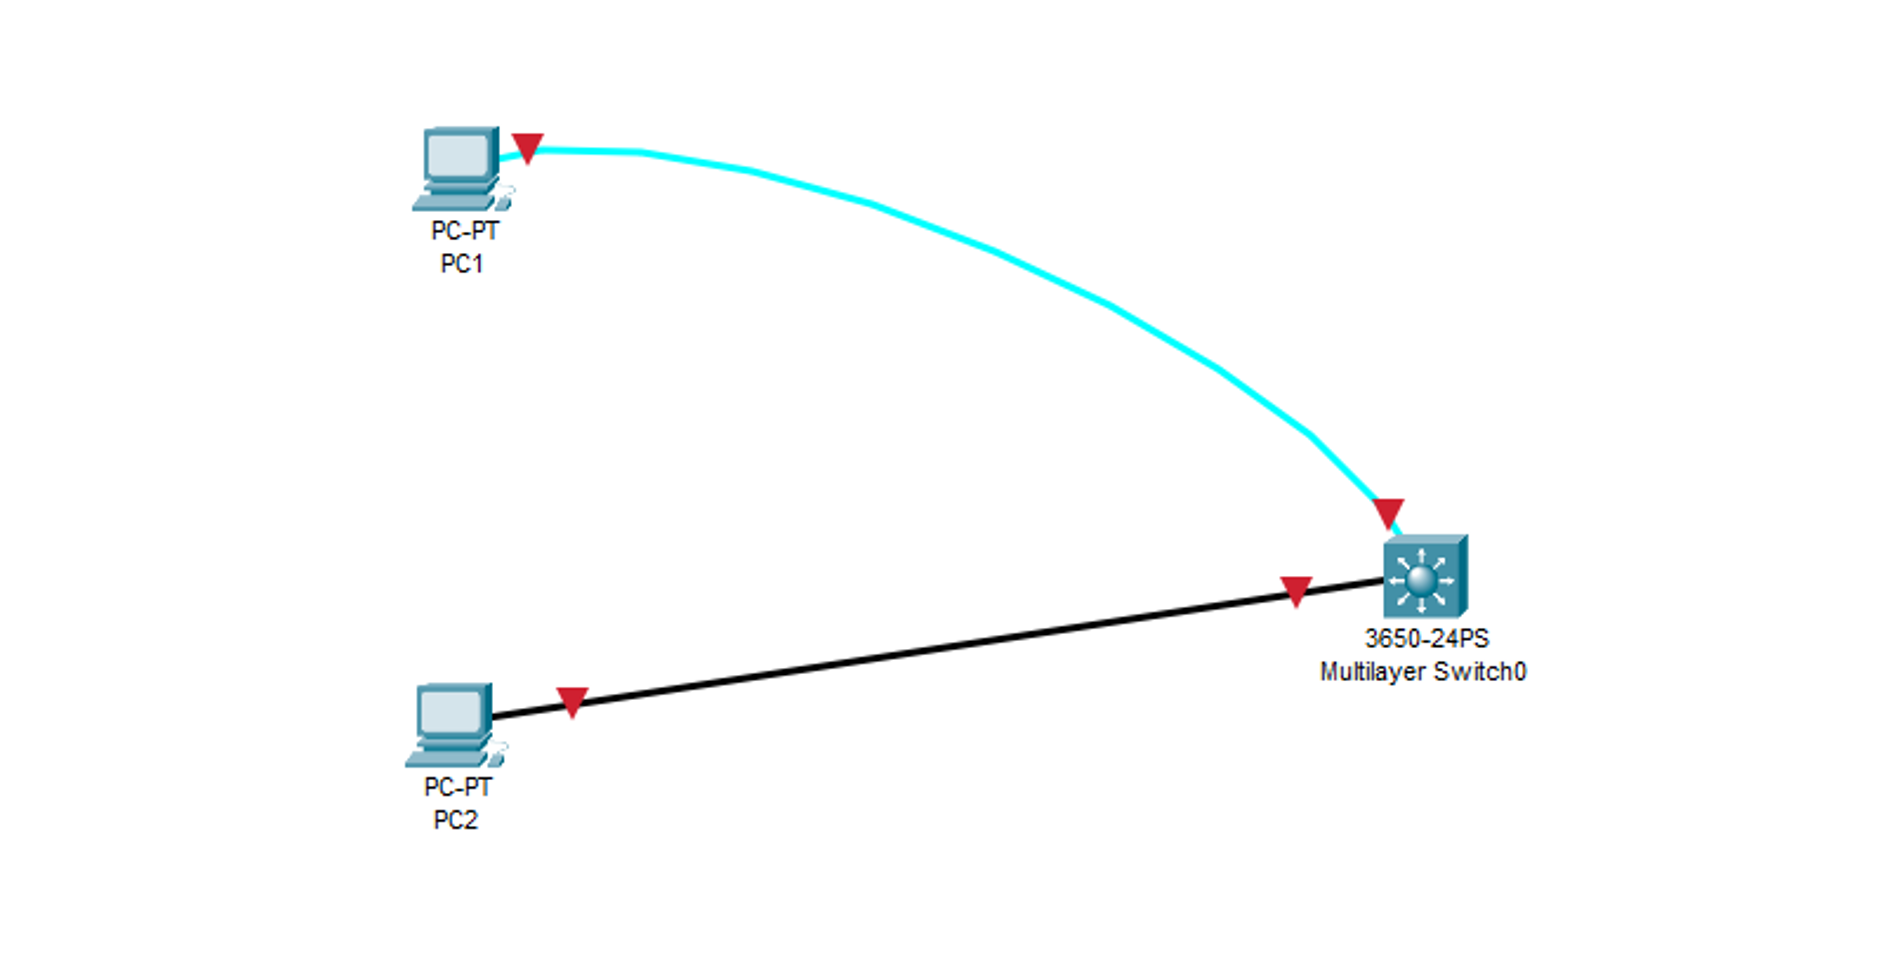 PC-PT
PC1
3650-24PS
Multilayer Switch0
PC-PT
PC2